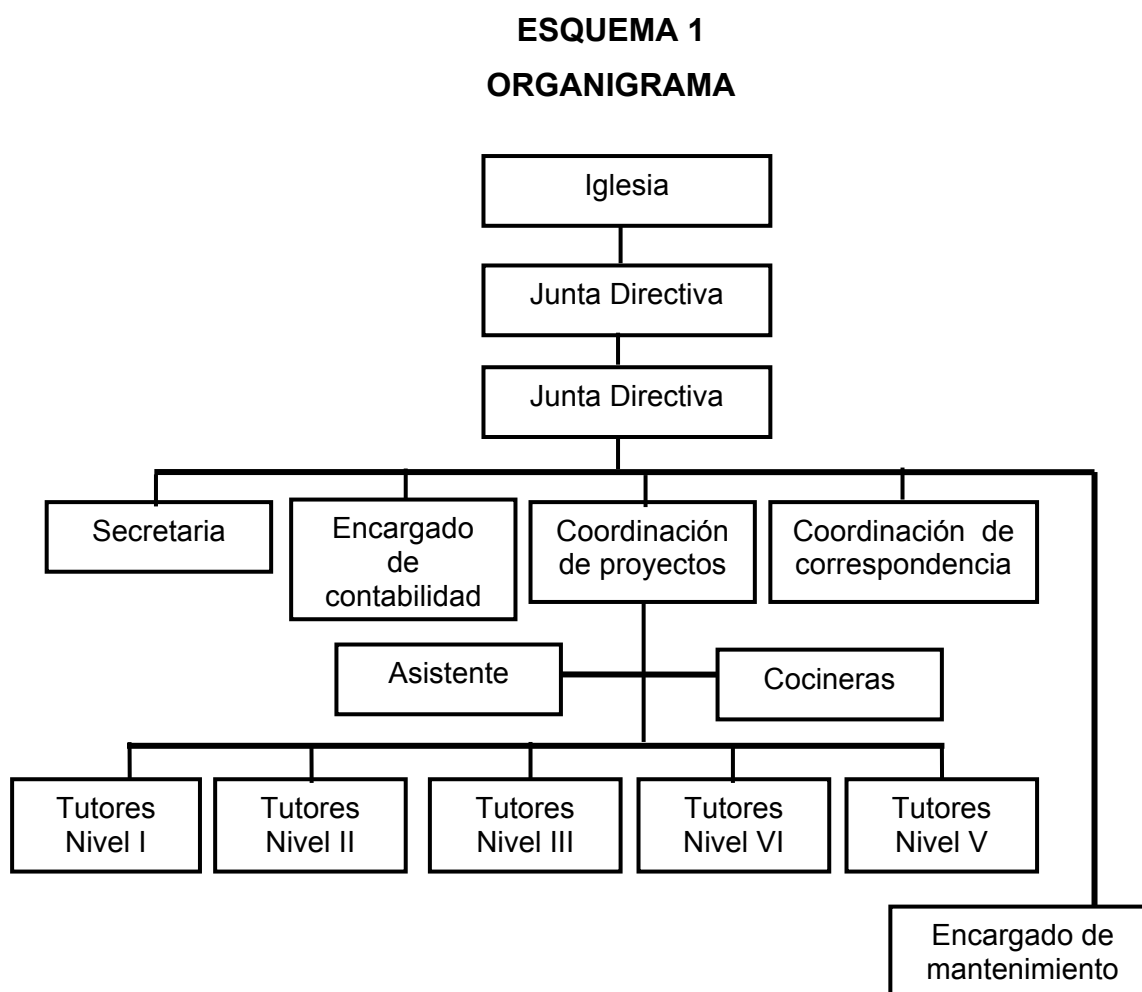 ESQUEMA 1
ORGANIGRAMA
Iglesia
Junta Directiva
Junta Directiva
Secretaria
Encargado
de
contabilidad
Coordinación
de proyectos
Coordinación de
correspondencia
Asistente
Cocineras
Tutores
Nivel I
Tutores
Nivel II
Tutores
Nivel III
Tutores
Nivel VI
Tutores
Nivel V
Encargado de
mantenimiento